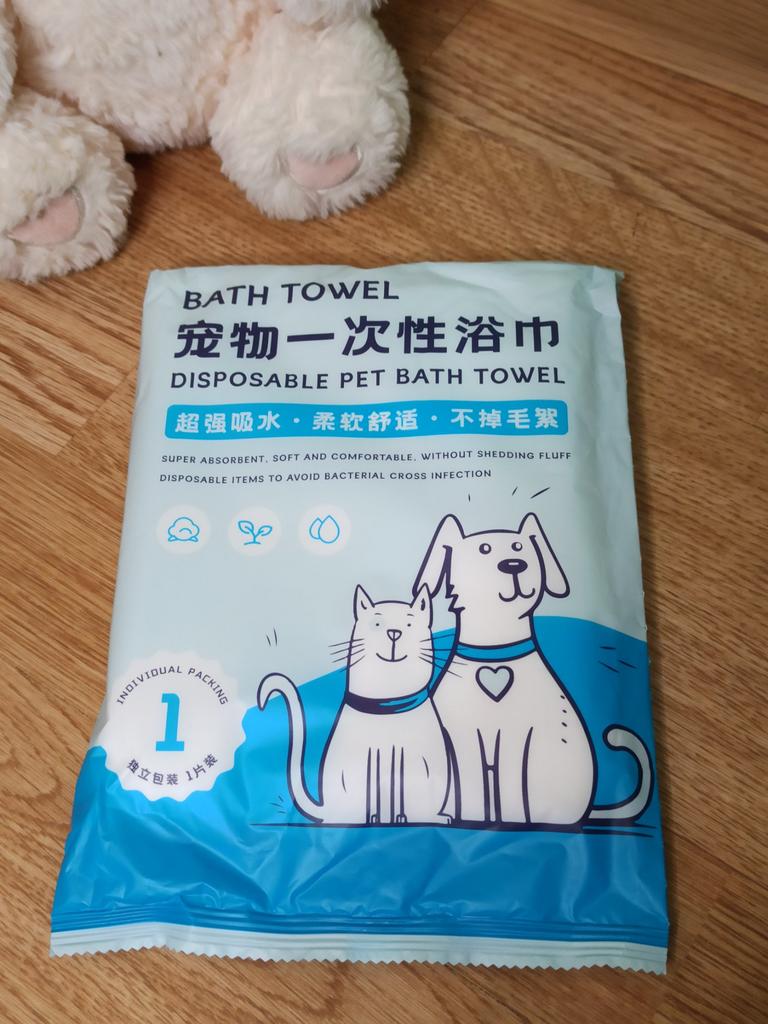 BATH TOWEL
宠物一次性浴巾
DISPOSABLE PET BATH TOWEL
超强吸水・柔软舒适・不掉毛絮
SUPER ABSORBENT, SOFT AND COMFORTABLE, WITHOUT SHEDDING FLUFF
DISPOSABLE ITEMS TO AVOID BACTERIAL CROSS INFECTION
INDIVIDUAL PACKING
1
独立包装 1片装